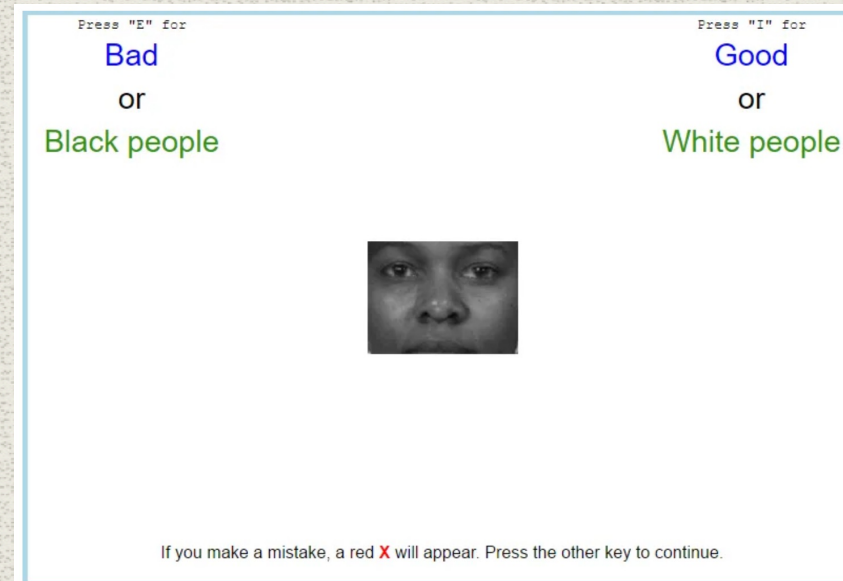 Press "E" for
Bad
or
Black people
Press "I" for
Good
or
White people
If you make a mistake, a red X will appear. Press the other key to continue.